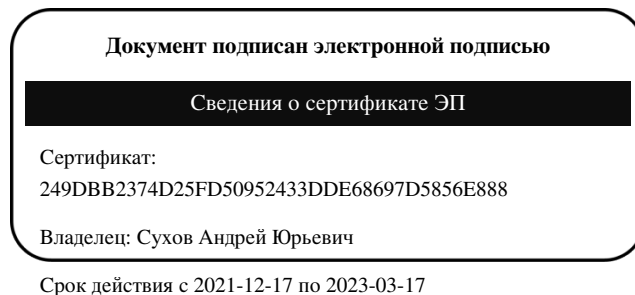 Документ подписан электронной подписью
Сведения о сертификате ЭП
Сертификат:
249DBB2374D25FD50952433DDE68697D5856E888
Владелец: Сухов Андрей Юрьевич
Срок действия с 2021-12-17 по 2023-03-17